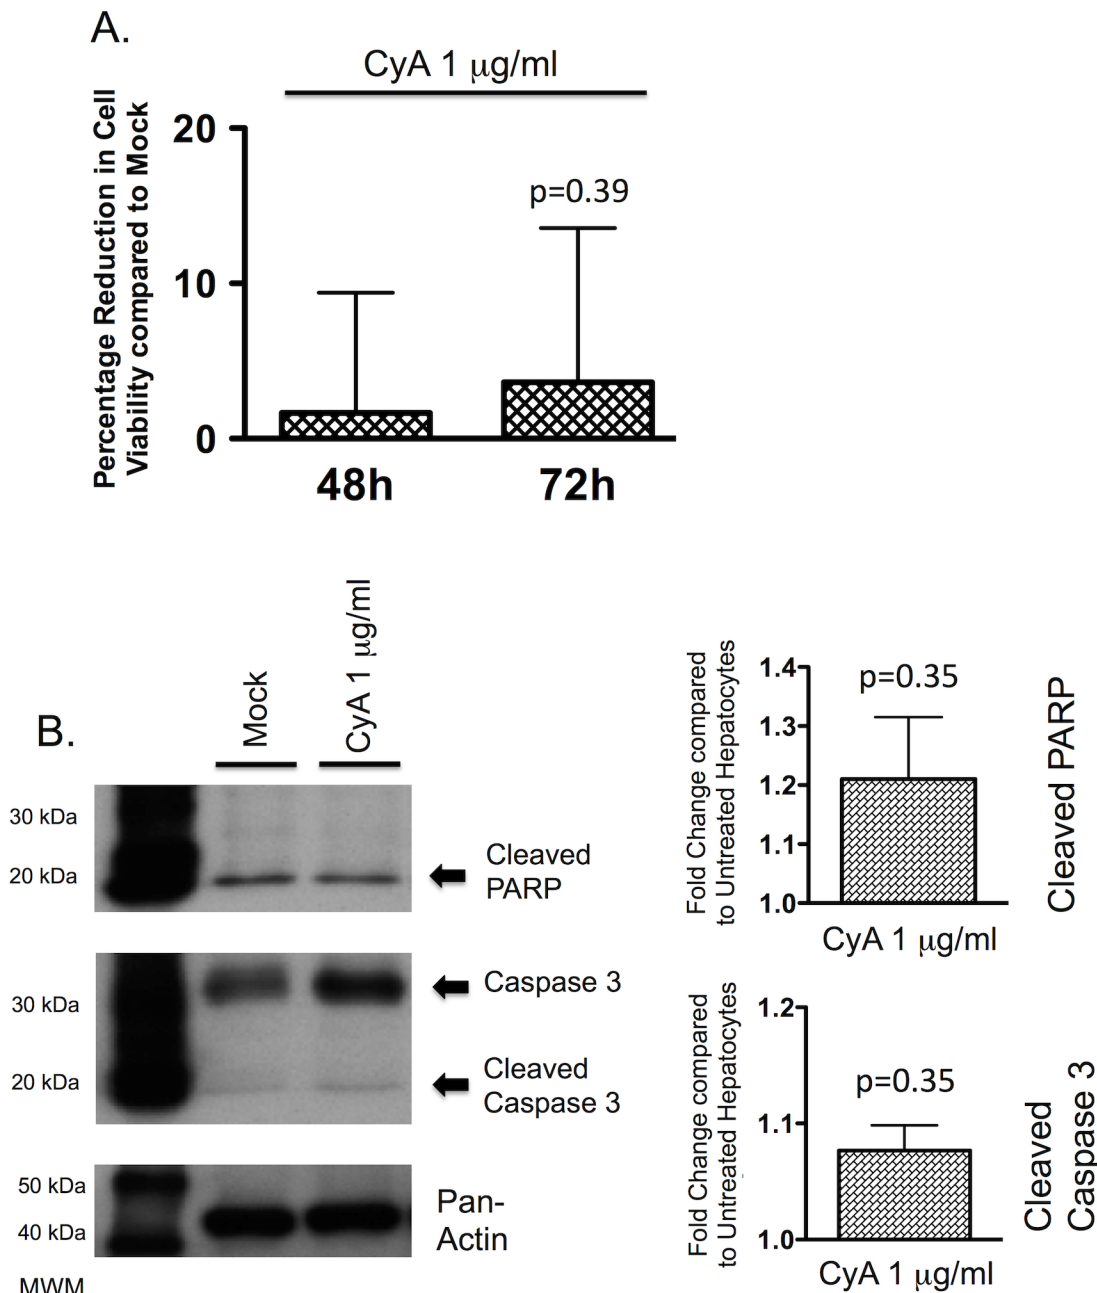 A.
CyA 1 μg/ml
Percentage Reduction in Cell
Viability compared to Mock
20
10
0
p=0.39
48h
72h
B.
Mock
CyA 1 μg/ml
30 kDa
20 kDa
Cleaved
PARP
30 kDa
20 kDa
Caspase 3
Cleaved
Caspase 3
50 kDa
40 kDa
Pan-
Actin
MWM
Fold Change compared
to Untreated Hepatocytes
1.4
1.3
1.2
1.1
1.0
p=0.35
CyA 1 μg/ml
Cleaved PARP
Fold Change compared
to Untreated Hepatocytes
1.2
1.1
1.0
p=0.35
CyA 1 μg/ml
Cleaved
Caspase 3